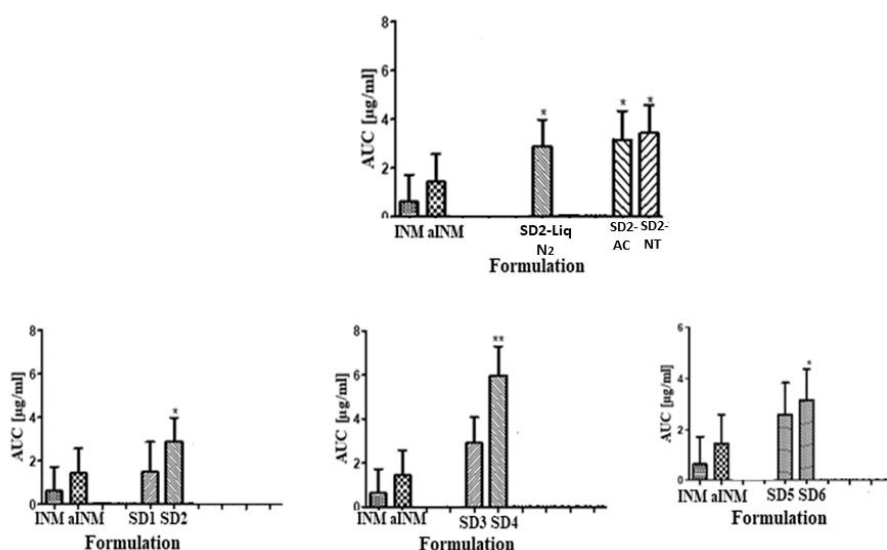 AUC [μg/ml]
8
*
*
*
6
4
2
0
INM aINM
SD2-Liq
N2
SD2-
AC
SD2-
NT
Formulation
AUC [μg/ml]
8
6
4
*
2
0
INM aINM
SD1 SD2
Formulation
AUC [μg/ml]
8
**
6
4
2
0
INM aINM
SD3 SD4
Formulation
AUC [μg/ml]
6
*
4
2
0
INM aINM
SD5 SD6
Formulation